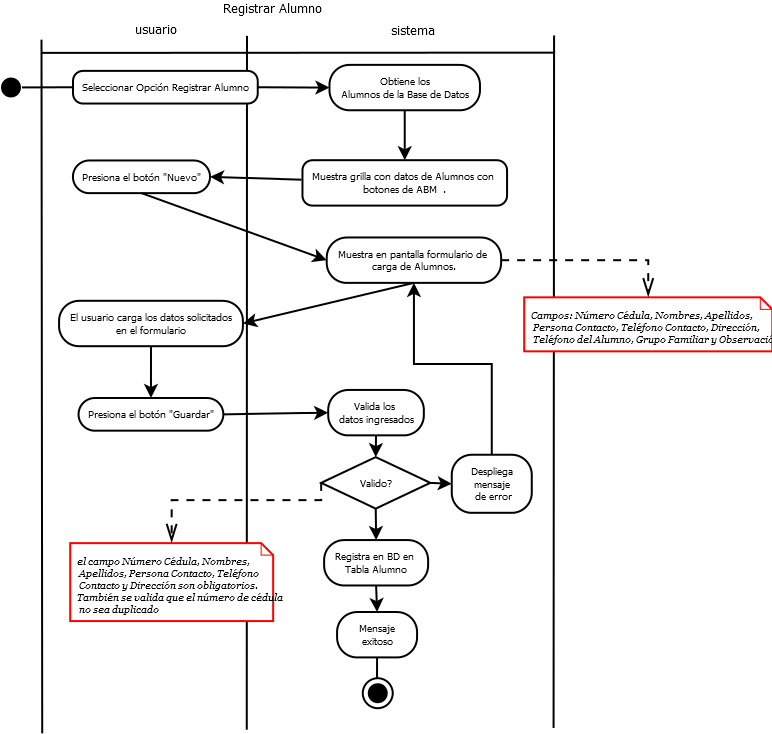 Registrar Alumno
usuario
sistema
Seleccionar Opción Registrar Alumno
Obtiene los
Alumnos de la Base de Datos
Presiona el botón "Nuevo"
Muestra grilla con datos de Alumnos con
botones de ABM .
Muestra en pantalla formulario de
carga de Alumnos.
Campos: Número Cédula, Nombres, Apellidos,
Persona Contacto, Teléfono Contacto, Dirección,
Teléfono del Alumno, Grupo Familiar y Observació
El usuario carga los datos solicitados
en el formulario
Presiona el botón "Guardar"
Valida los
datos ingresados
Valido?
Despliega
mensaje
de error
el campo Número Cédula, Nombres,
Apellidos, Persona Contacto, Teléfono
Contacto y Dirección son obligatorios.
También se valida que el número de cédula
no sea duplicado
Registra en BD en
Tabla Alumno
Mensaje
exitoso